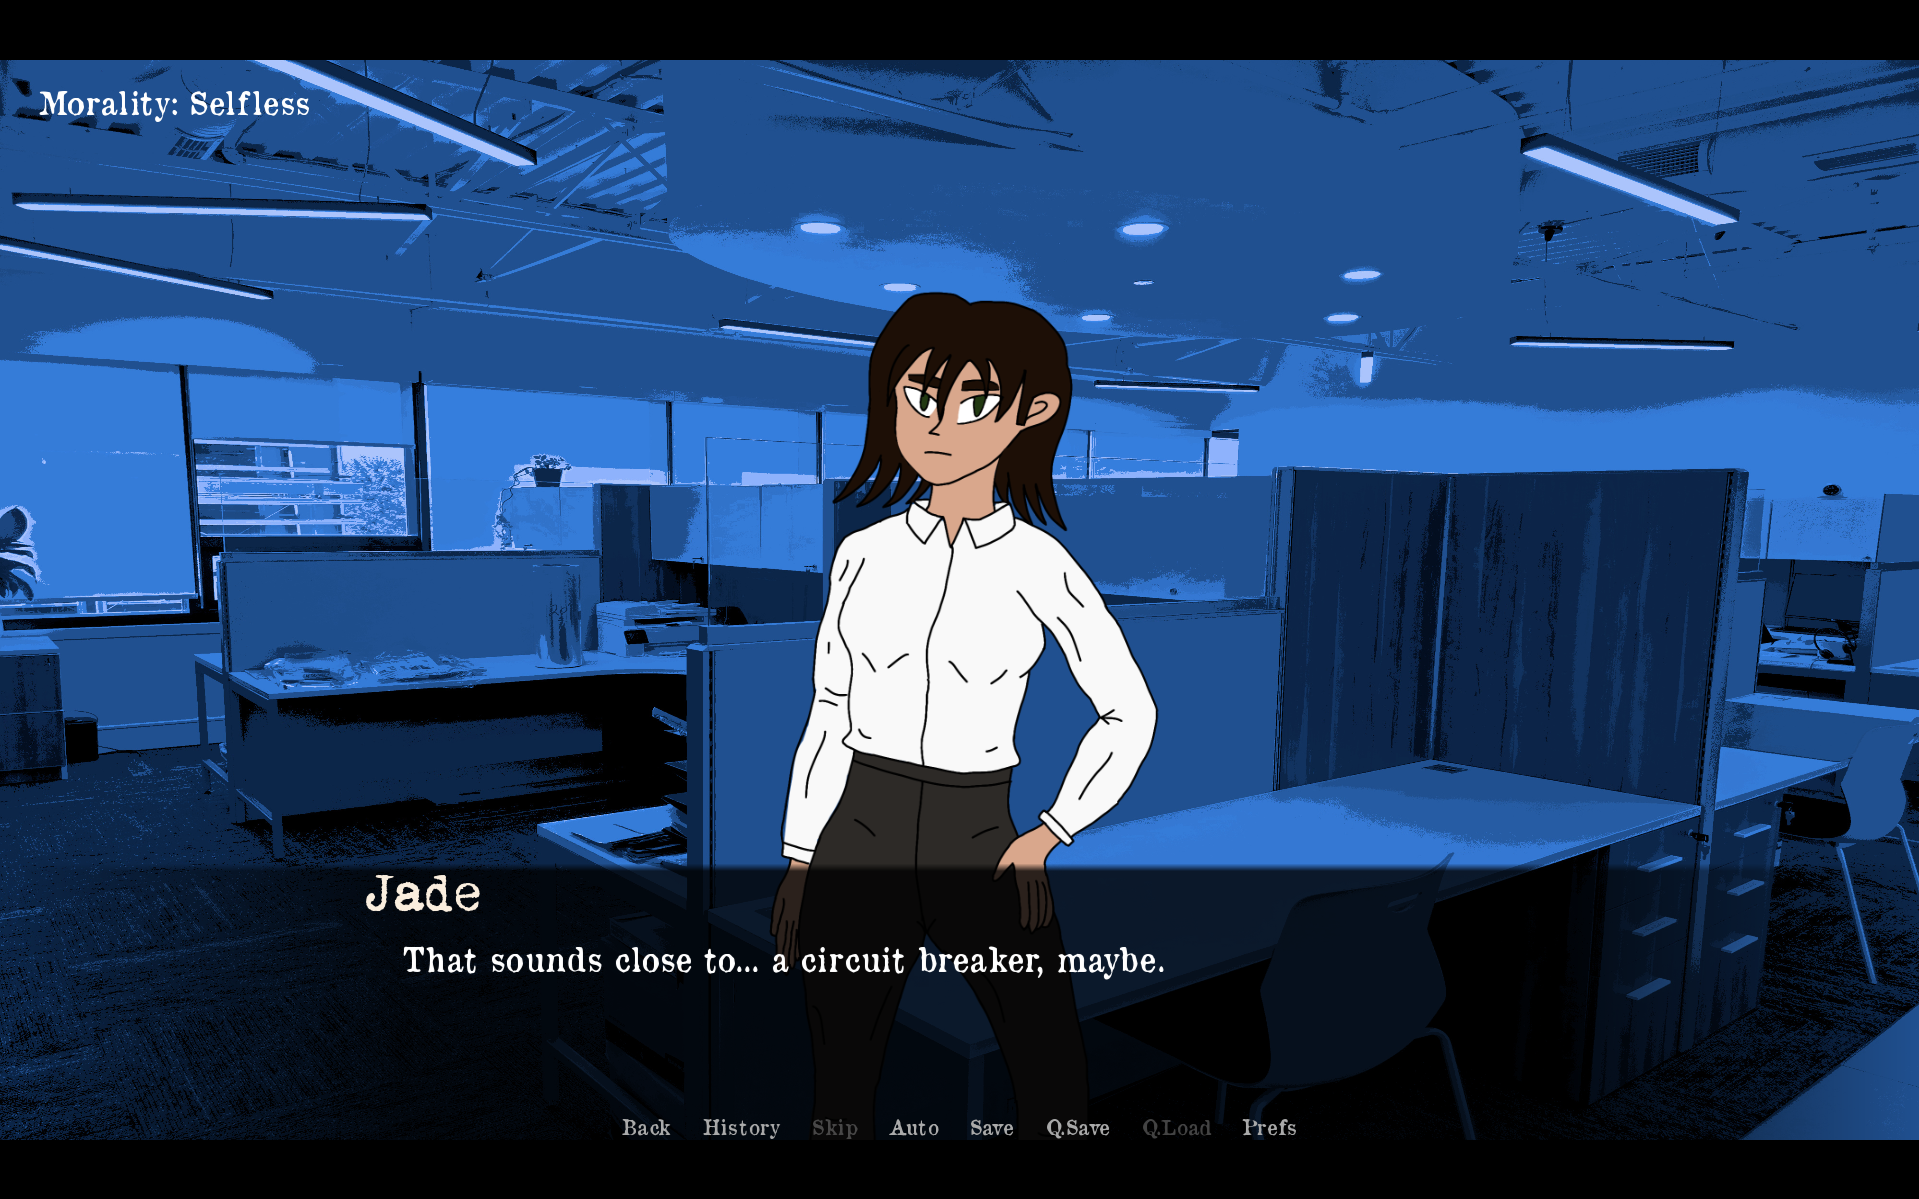 Morality: Selfless
Jade
That sounds close to... a circuit breaker, maybe.
Back History Skip Auto Save Q.Save Q.Load Prefs